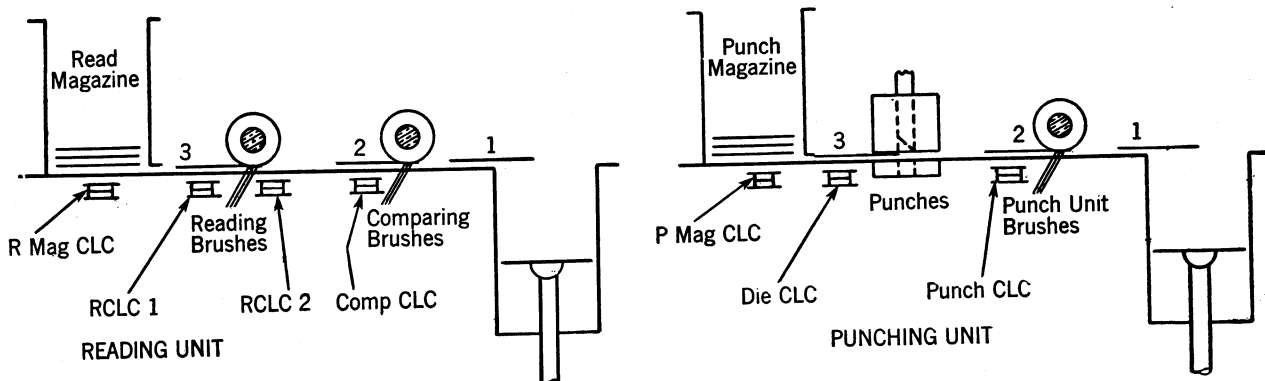 Read
Magazine
3
2
1
R Mag CLC
Reading
Brushes
Comparing
Brushes
RCLC 1
RCLC 2
Comp CLC
READING UNIT
Punch
Magazine
3
2
1
P Mag CLC
Punches
Punch Unit
Brushes
Die CLC
Punch CLC
PUNCHING UNIT